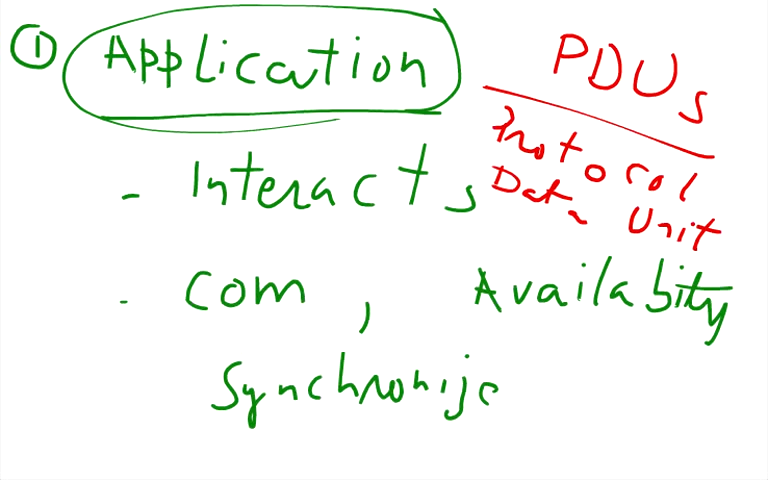 ① Application
PDUs
Protocol
Data Unit
- Interacts
- Com, Availabity
Synchronize